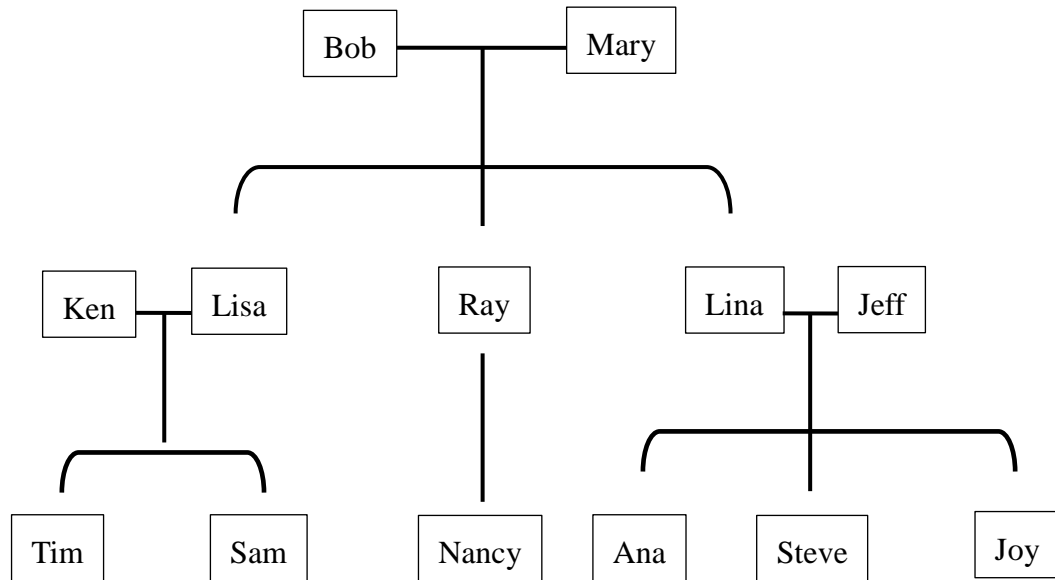 Bob
Mary
Ken
Lisa
Ray
Lina
Jeff
Tim
Sam
Nancy
Ana
Steve
Joy